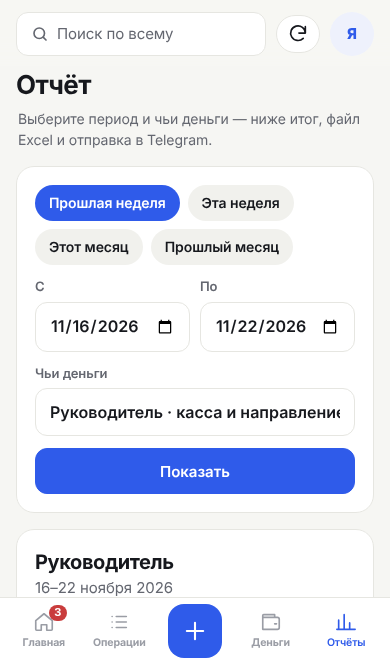 Поиск по всему
Я
Отчёт
Выберите период и чьи деньги — ниже итог, файл
Excel и отправка в Telegram.
Прошлая неделя
Эта неделя
Этот месяц
Прошлый месяц
С
По
11/16/2026
11/22/2026
Чьи деньги
Руководитель · касса и направление
Показать
Руководитель
16–22 ноября 2026
3
Главная
Операции
Деньги
Отчёты